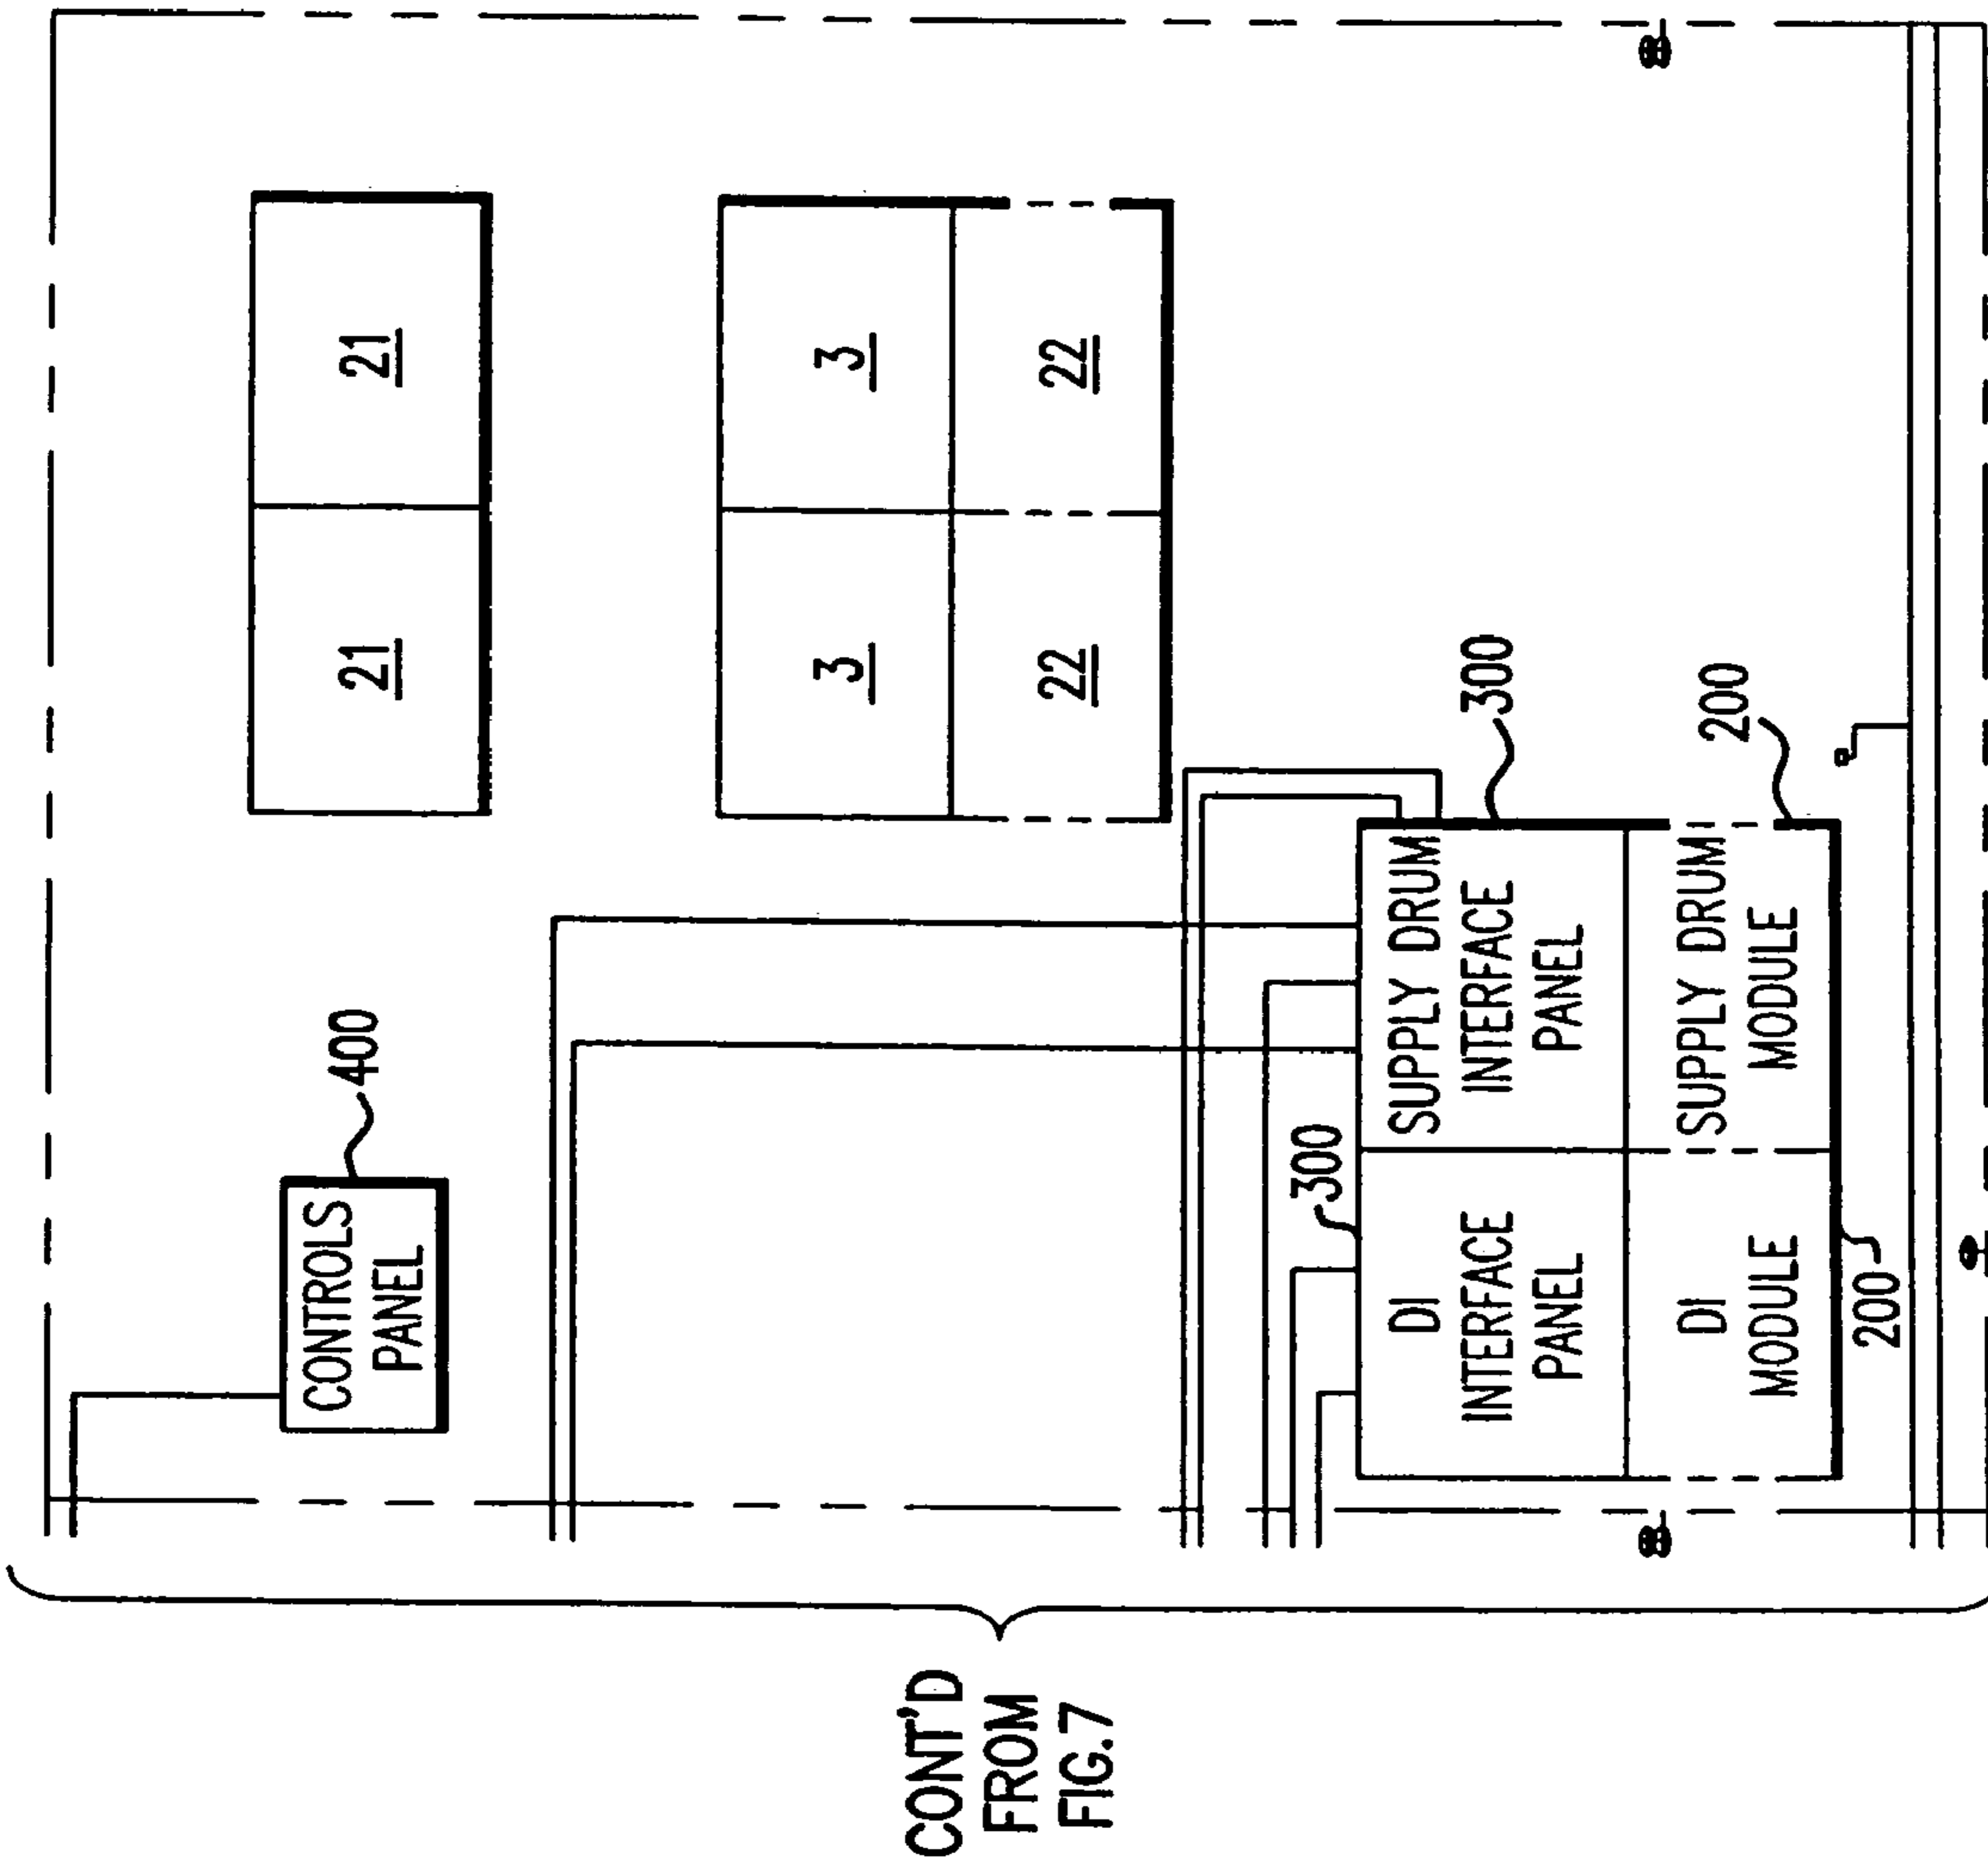 CONT'D
FROM
FIG.7
CONTROLS
PANEL
400
21
21
3
3
22
22
300
DI
INTERFACE
PANEL
SUPPLY DRUM
INTERFACE
PANEL
300
DI
MODULE
SUPPLY DRUM
MODULE
200
200